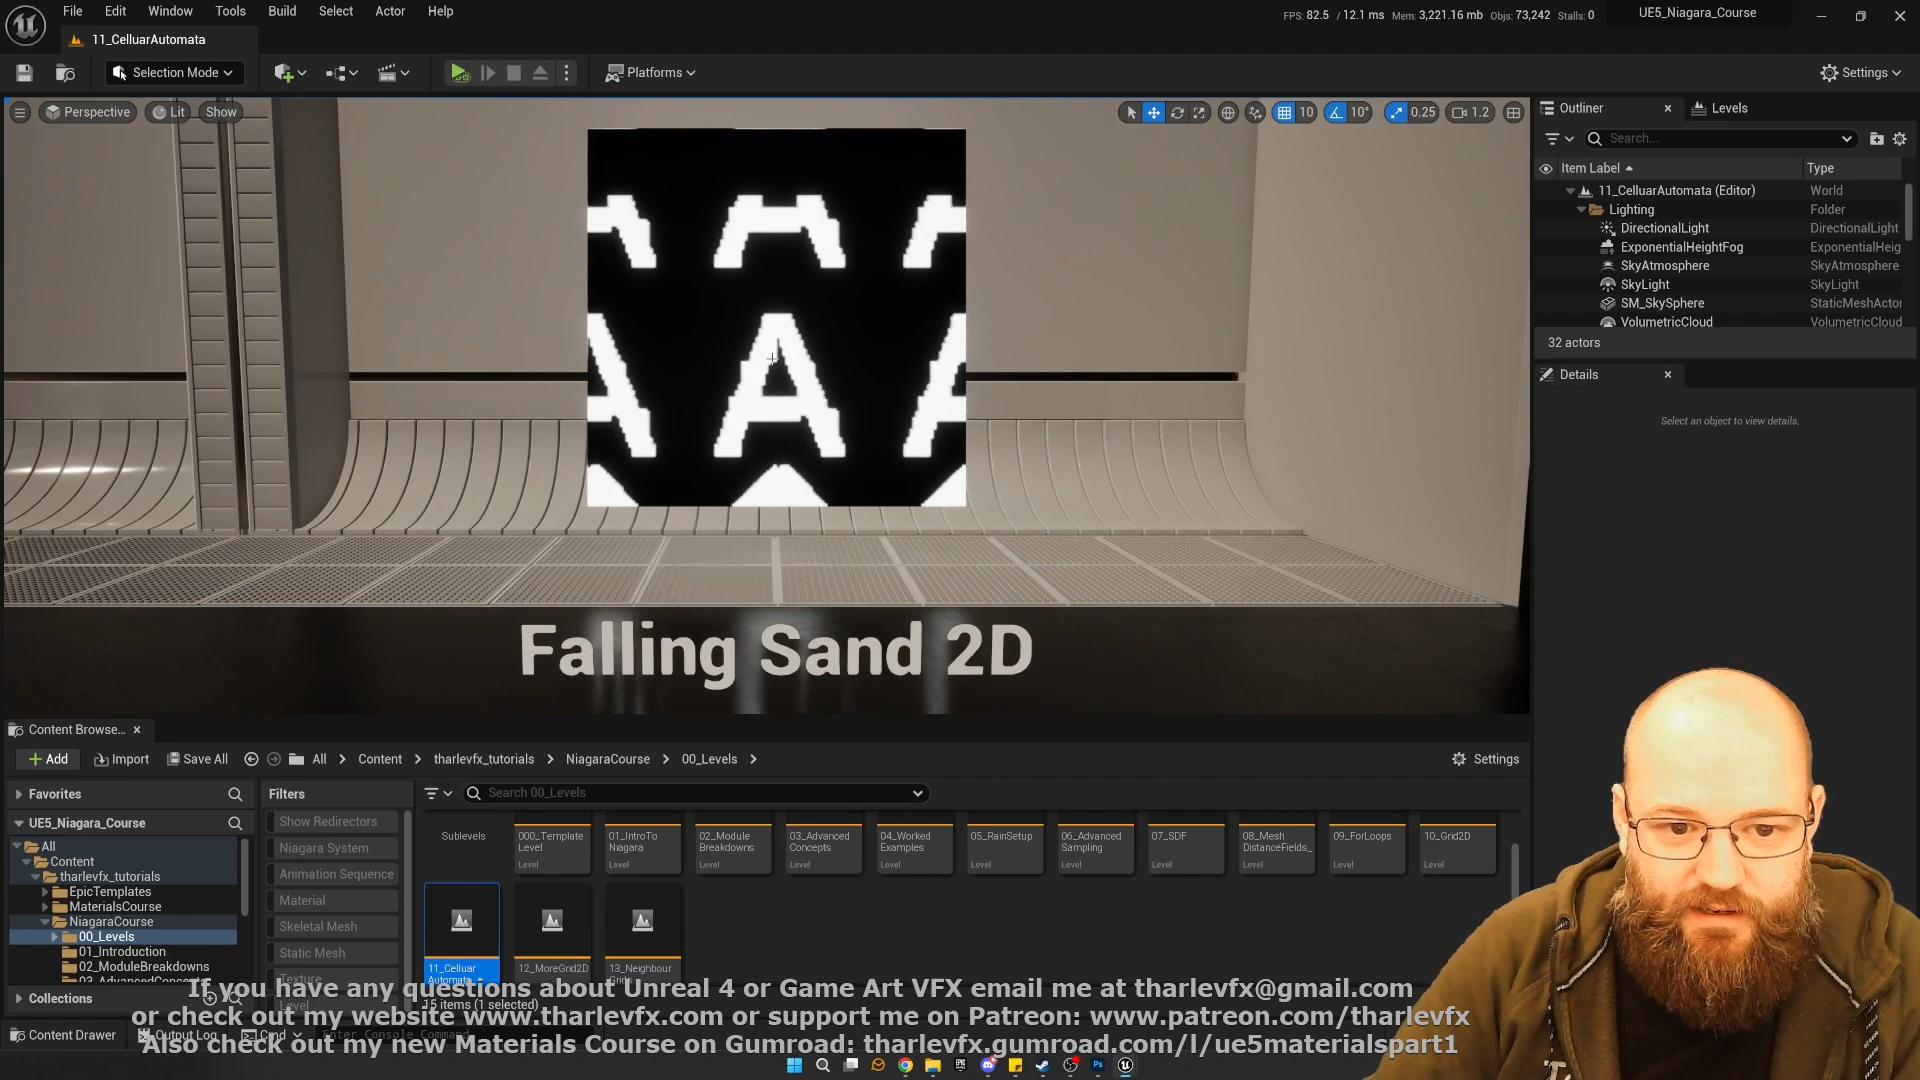 File Edit Window Tools Build Select Actor Help
FPS: 82.5 / 12.1 ms Mem: 3,221.16 mb Objs: 73,242 Stalls: 0
UE5_Niagara_Course
11_CelluarAutomata
Selection Mode
Platforms
Settings
Perspective
Lit
Show
10
10°
0.25
1.2
A
A
A
Falling Sand 2D
Outliner
Levels
Search...
Item Label
Type
11_CelluarAutomata (Editor) World
Lighting Folder
DirectionalLight DirectionalLight
ExponentialHeightFog ExponentialHeig
SkyAtmosphere SkyAtmosphere
SkyLight SkyLight
SM_SkySphere StaticMeshActor
VolumetricCloud VolumetricCloud
32 actors
Details
Select an object to view details.
Content Browse...
Add
Import
Save All
All > Content > tharlevfx_tutorials > NiagaraCourse > 00_Levels >
Settings
Favorites
UE5_Niagara_Course
All
Content
tharlevfx_tutorials
EpicTemplates
MaterialsCourse
NiagaraCourse
00_Levels
01_Introduction
02_ModuleBreakdowns
Collections
Filters
Show Redirectors
Niagara System
Animation Sequence
Material
Skeletal Mesh
Static Mesh
Texture
Level
Search 00_Levels
Sublevels
000_Template
Level
Level
01_IntroTo
Niagara
Level
02_Module
Breakdowns
Level
03_Advanced
Concepts
Level
04_Worked
Examples
Level
05_RainSetup
Level
06_Advanced
Sampling
Level
07_SDF
Level
08_Mesh
DistanceFields_
Level
09_ForLoops
Level
10_Grid2D
Level
11_Celluar
Automata
12_MoreGrid2D
13_Neighbour
Grids
15 items (1 selected)
Content Drawer
Output Log
Cmd
Enter Console Command
If you have any questions about Unreal 4 or Game Art VFX email me at tharlevfx@gmail.com
or check out my website www.tharlevfx.com or support me on Patreon: www.patreon.com/tharlevfx
Also check out my new Materials Course on Gumroad: tharlevfx.gumroad.com/l/ue5materialspart1